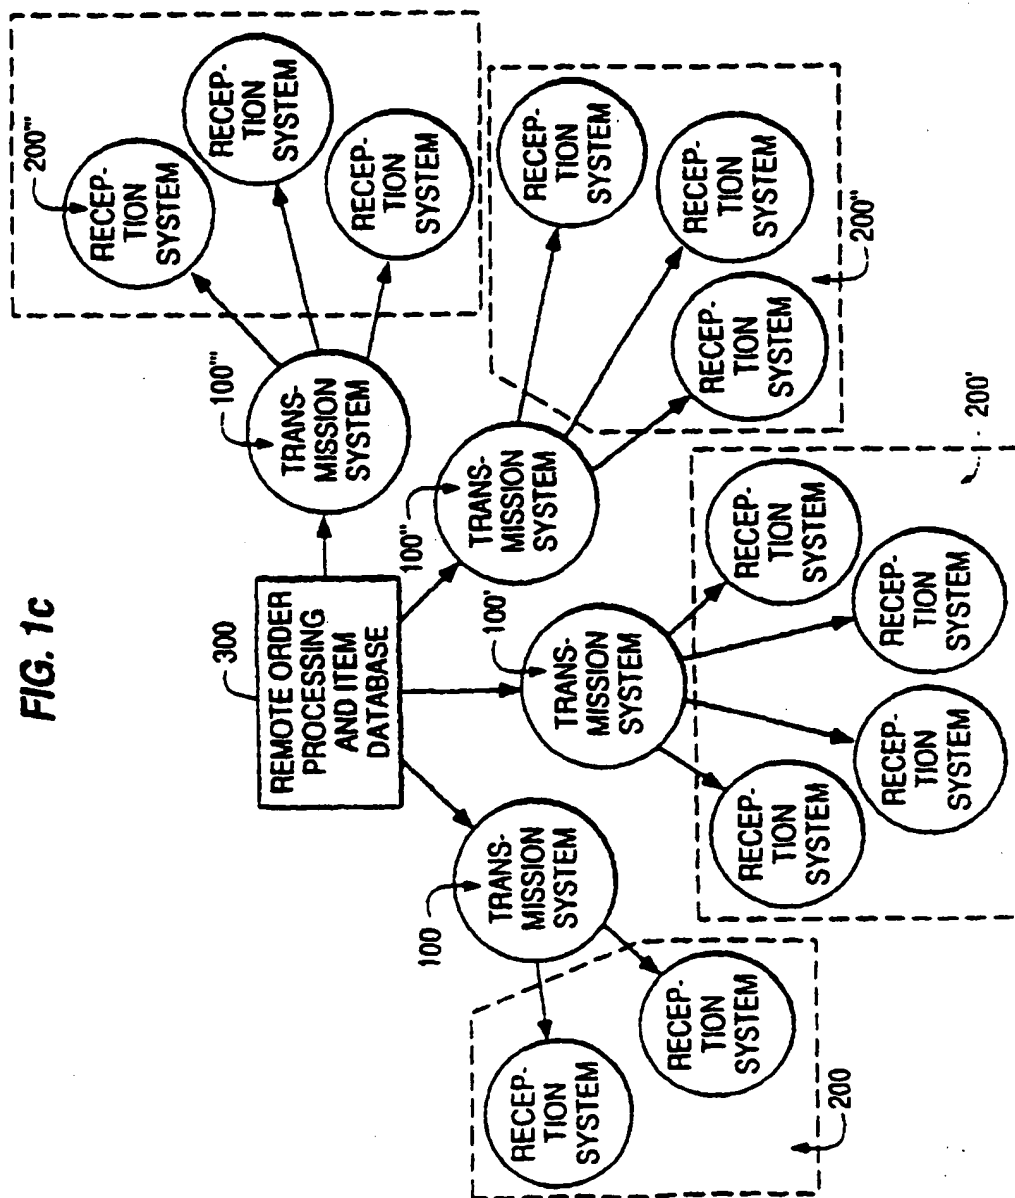 FIG. 1c
300
REMOTE ORDER
PROCESSING
AND ITEM
DATABASE
100
TRANS-
MISSION
SYSTEM
100'
TRANS-
MISSION
SYSTEM
100''
TRANS-
MISSION
SYSTEM
100'''
TRANS-
MISSION
SYSTEM
RECEP-
TION
SYSTEM
RECEP-
TION
SYSTEM
200
RECEP-
TION
SYSTEM
RECEP-
TION
SYSTEM
RECEP-
TION
SYSTEM
RECEP-
TION
SYSTEM
200'
RECEP-
TION
SYSTEM
RECEP-
TION
SYSTEM
RECEP-
TION
SYSTEM
200''
200'''
RECEP-
TION
SYSTEM
RECEP-
TION
SYSTEM
RECEP-
TION
SYSTEM